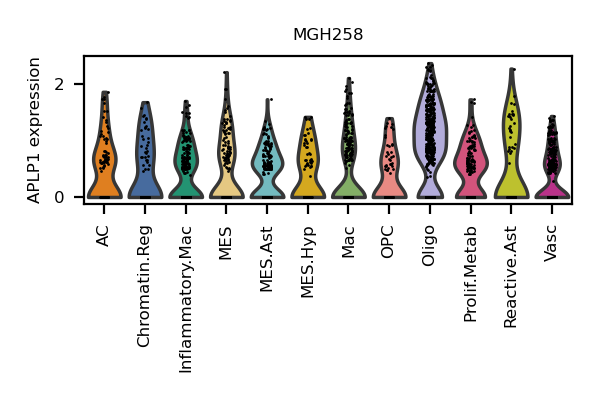 MGH258
APLP1 expression
2
0
AC
Chromatin.Reg
Inflammatory.Mac
MES
MES.Ast
MES.Hyp
Mac
OPC
Oligo
Prolif.Metab
Reactive.Ast
Vasc